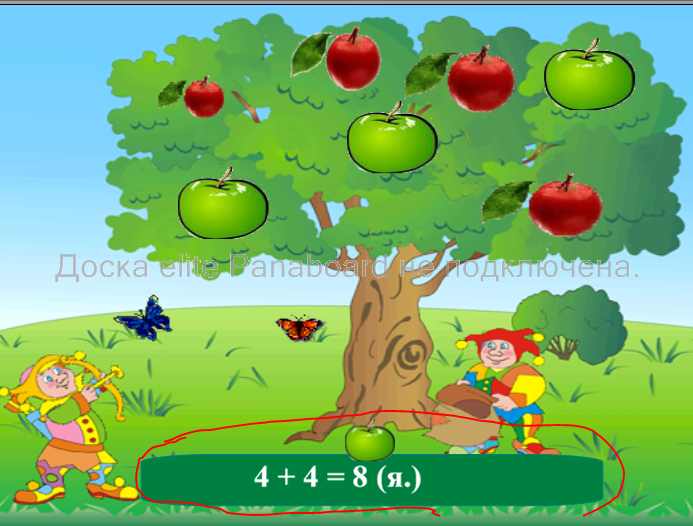 Доска elite Panaboard не подключена.
4 + 4 = 8 (я.)